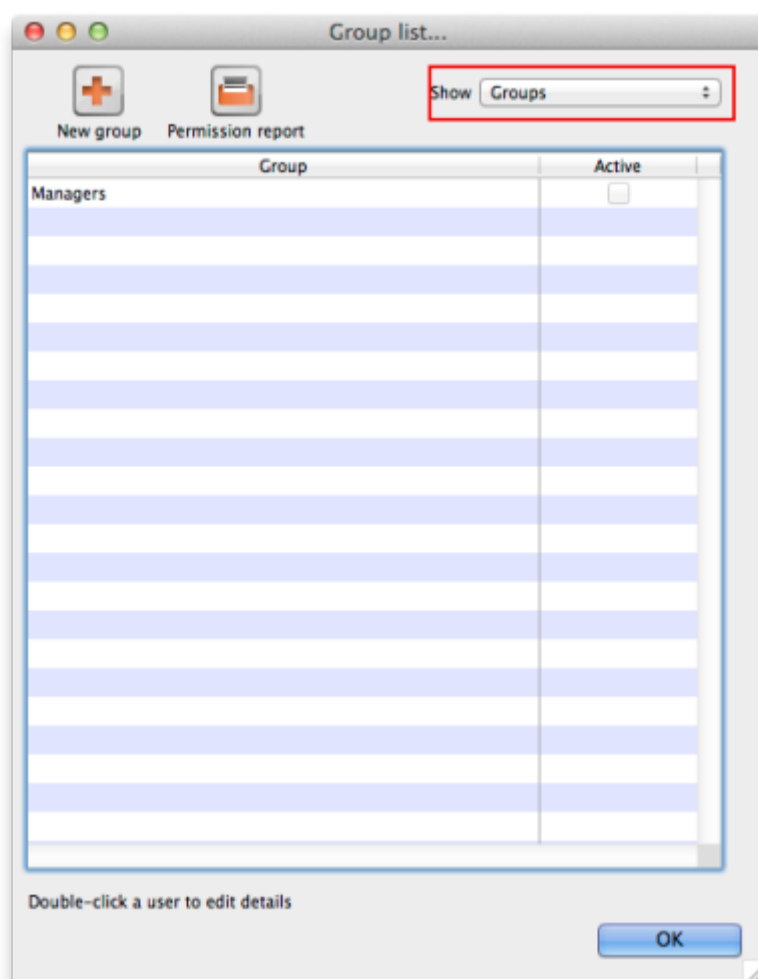 Group list...
Show Groups
New group Permission report
Group Active
Managers
Double-click a user to edit details
OK